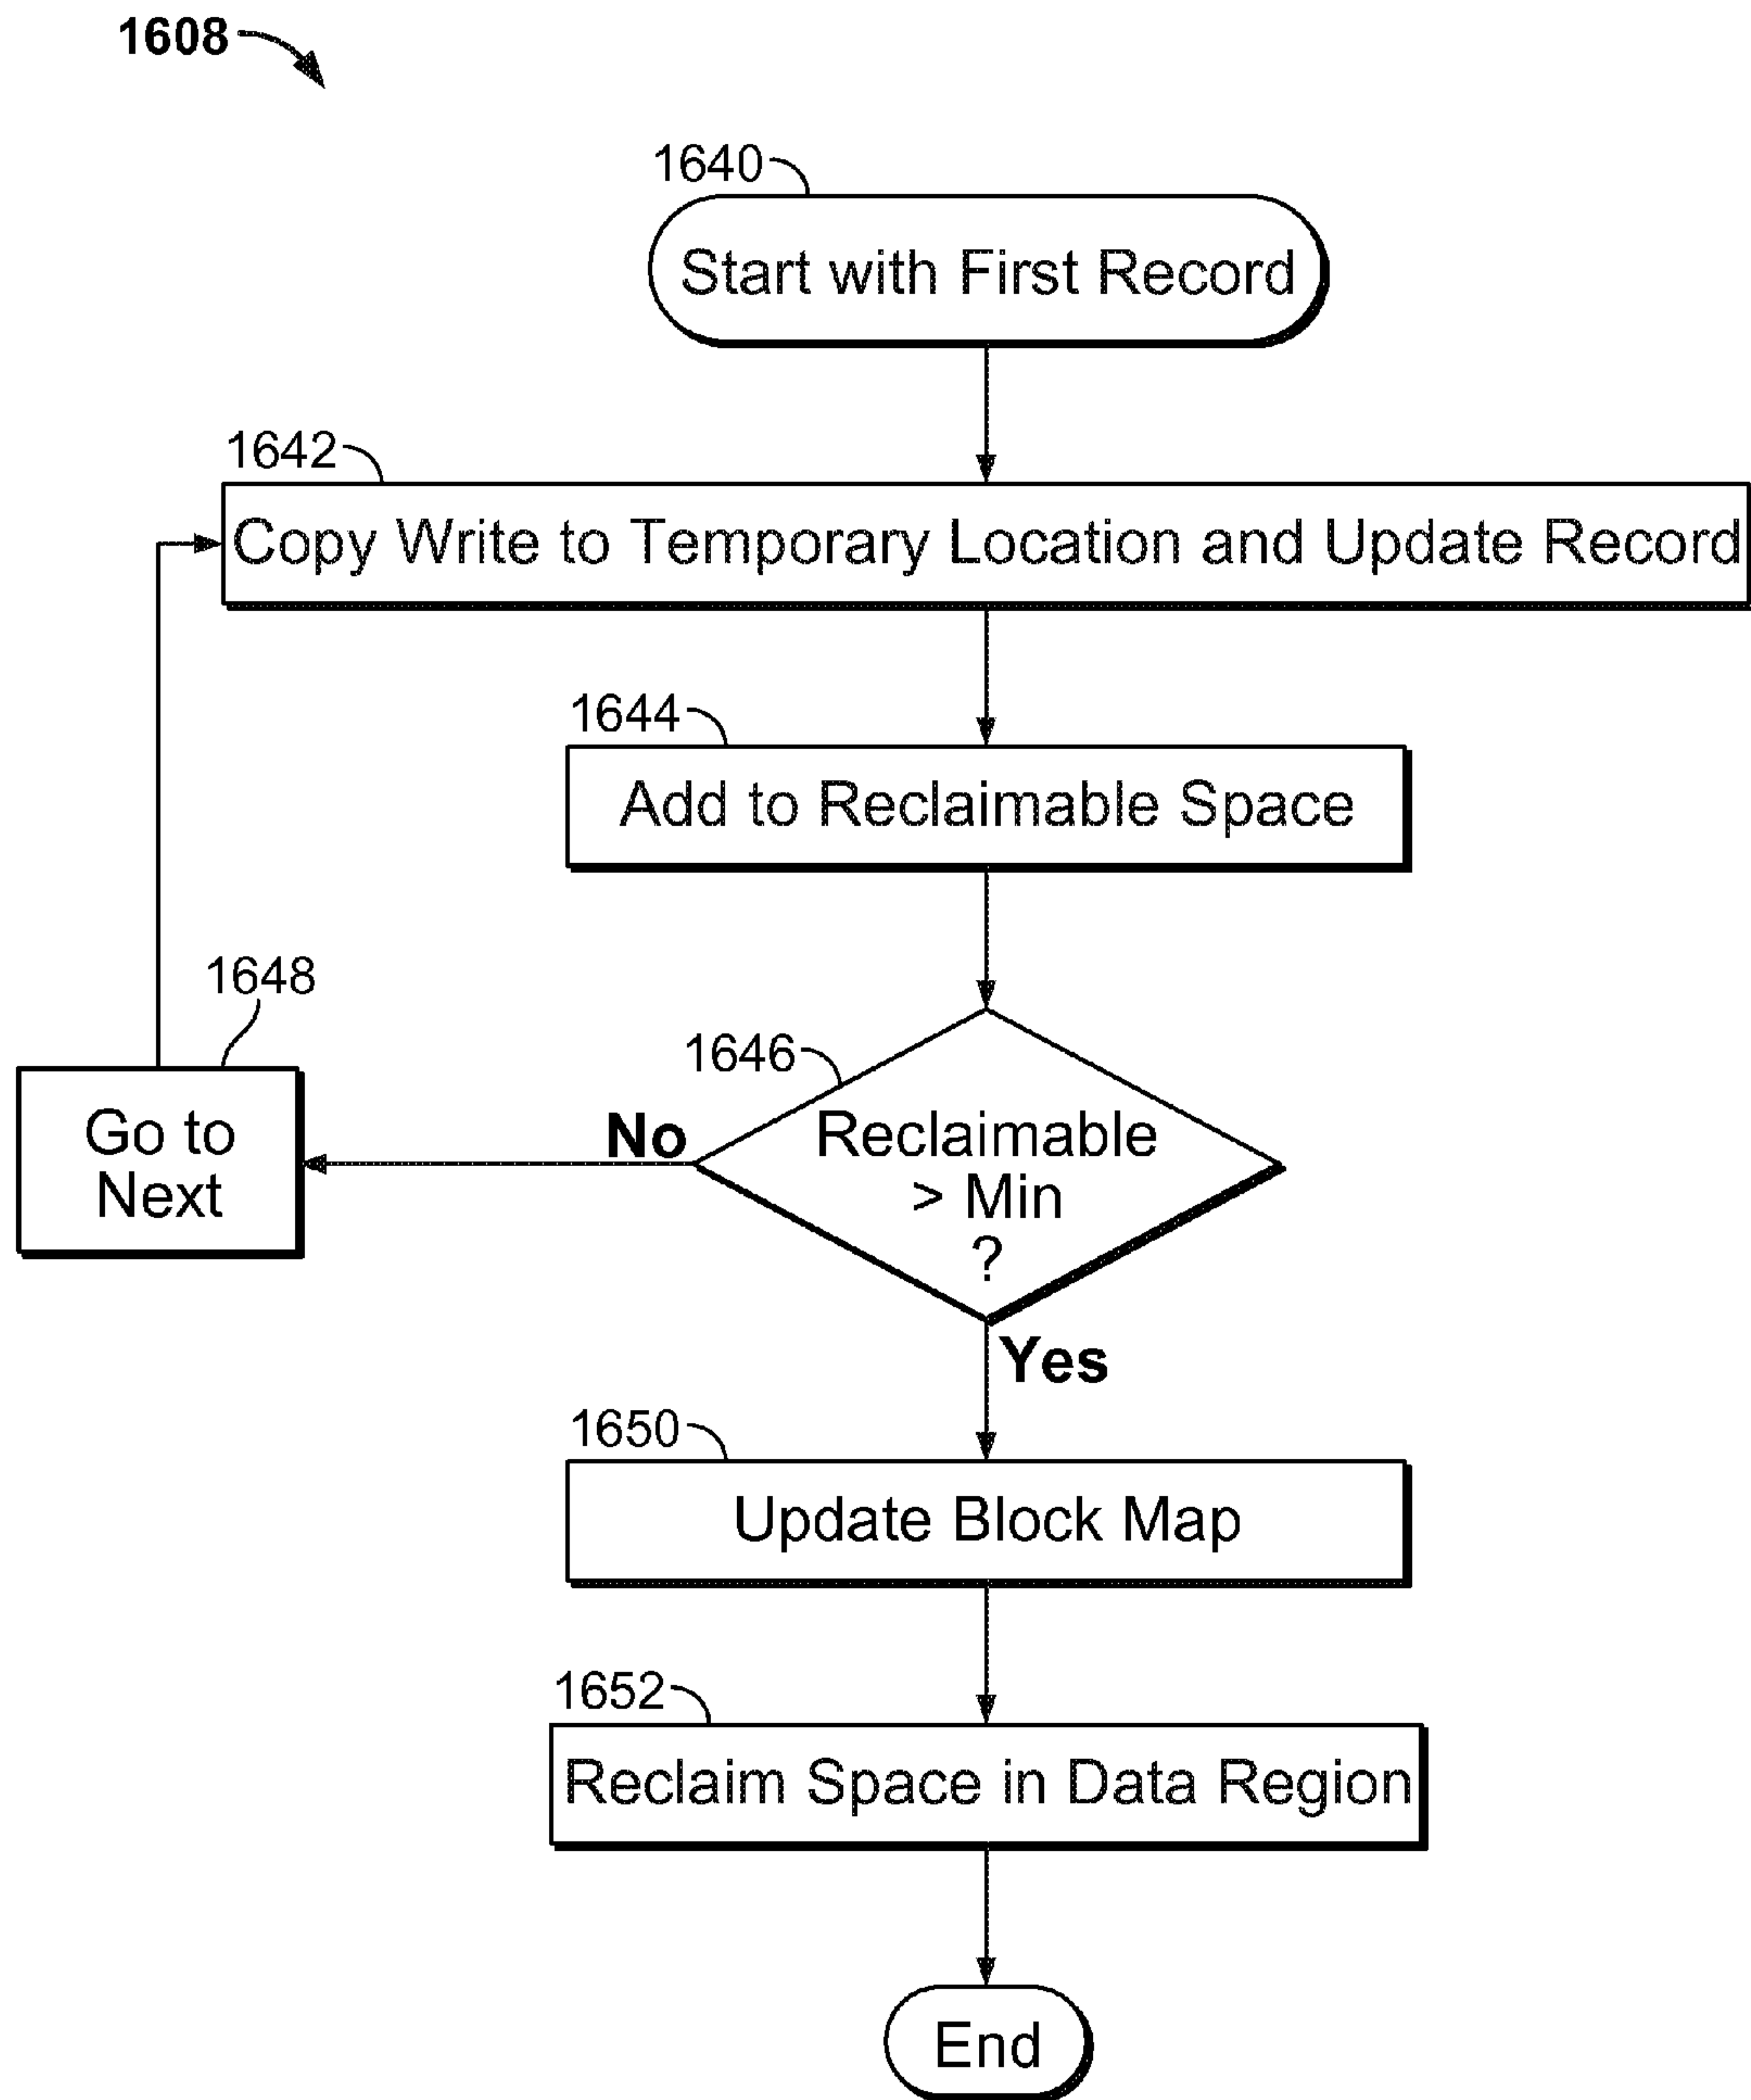 1608
1640
Start with First Record
1642
Copy Write to Temporary Location and Update Record
1644
Add to Reclaimable Space
1648
Go to
Next
1646
No
Reclaimable
> Min
?
Yes
1650
Update Block Map
1652
Reclaim Space in Data Region
End